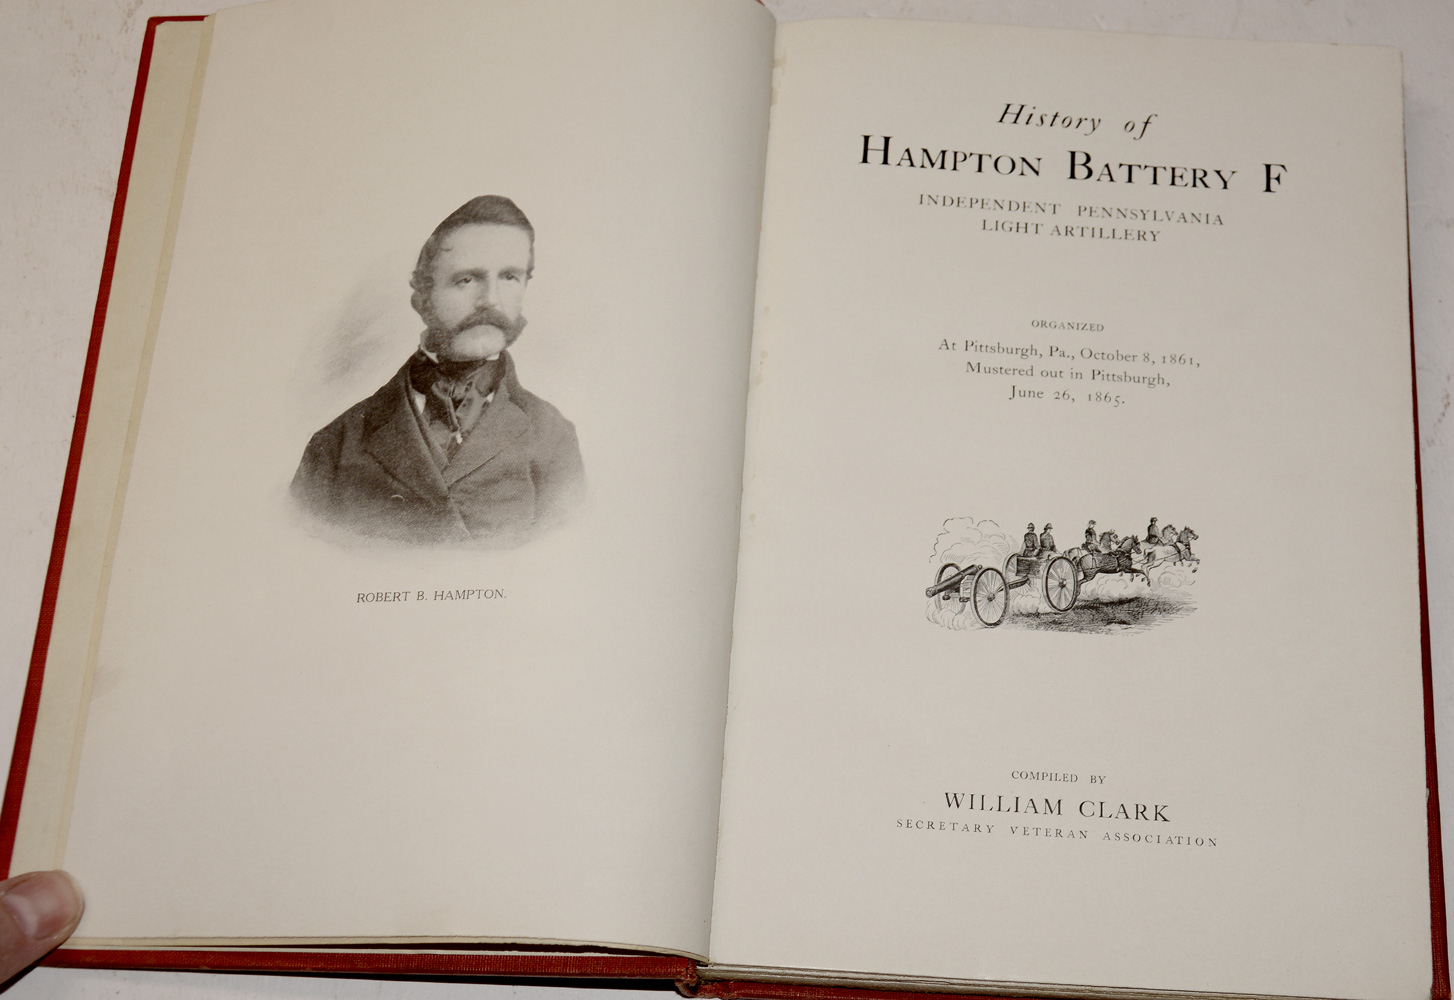 ROBERT B. HAMPTON.
History of
HAMPTON BATTERY F
INDEPENDENT PENNSYLVANIA
LIGHT ARTILLERY
ORGANIZED
At Pittsburgh, Pa., October 8, 1861,
Mustered out in Pittsburgh,
June 26, 1865.
COMPILED BY
WILLIAM CLARK
SECRETARY VETERAN ASSOCIATION